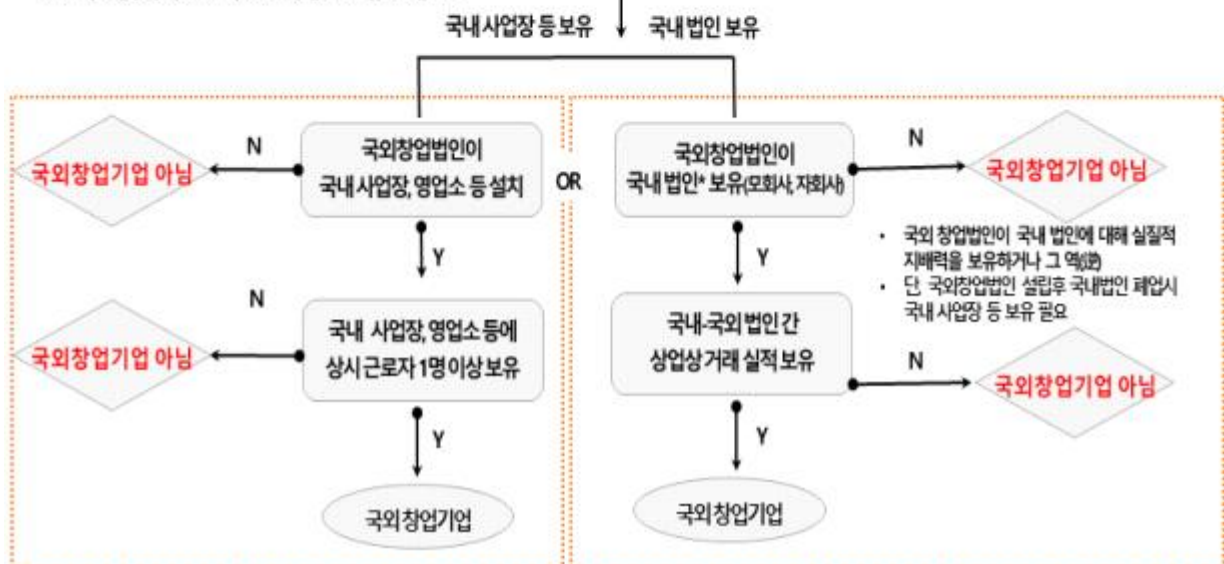 국내 사업장 등 보유
국내 법인 보유
국외창업기업 아님
N
국외창업법인이
국내 사업장, 영업소 등 설치
Y
OR
국외창업법인이
국내 법인* 보유(모회사, 자회사)
N
국외창업기업 아님
Y
• 국외 창업법인이 국내 법인에 대해 실질적
지배력을 보유하거나 그 역(逆)
• 단, 국외창업법인 설립후 국내법인 폐업시
국내 사업장 등 보유 필요
국외창업기업 아님
N
국내 사업장, 영업소 등에
상시 근로자 1명 이상 보유
Y
국외 창업기업
국내-국외 법인 간
상업상 거래 실적 보유
N
국외창업기업 아님
Y
국외 창업기업